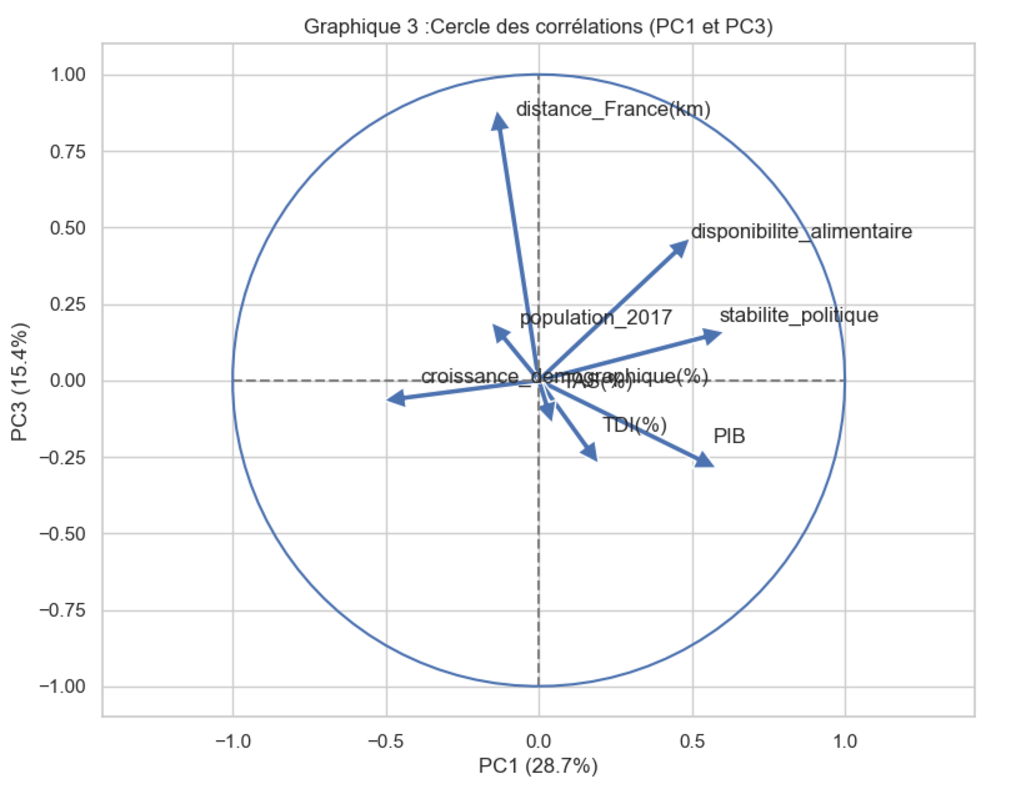 Graphique 3 :Cercle des corrélations (PC1 et PC3)
1.00
distance_France(km)
0.75
0.50
disponibilite_alimentaire
0.25
population_2017
stabilite_politique
0.00
croissance_demographique(%)
TAS(%)
TDI(%)
PIB
−0.25
−0.50
−0.75
−1.00
PC3 (15.4%)
−1.0
−0.5
0.0
0.5
1.0
PC1 (28.7%)